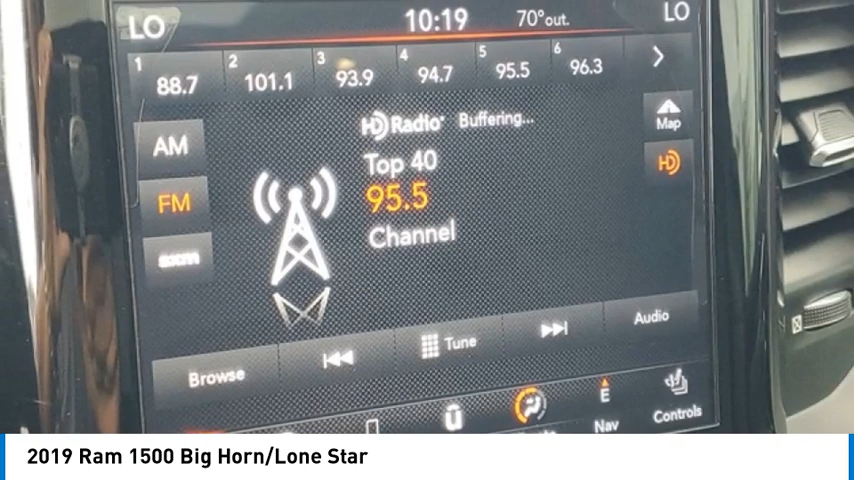 LO 10:19 70°out. LO
1 88.7 2 101.1 3 93.9 4 94.7 5 95.5 6 96.3
HD Radio Buffering...
Map
AM
Top 40
HD
FM
95.5
Channel
sxm
Browse Tune Audio
E
Nav Controls
2019 Ram 1500 Big Horn/Lone Star